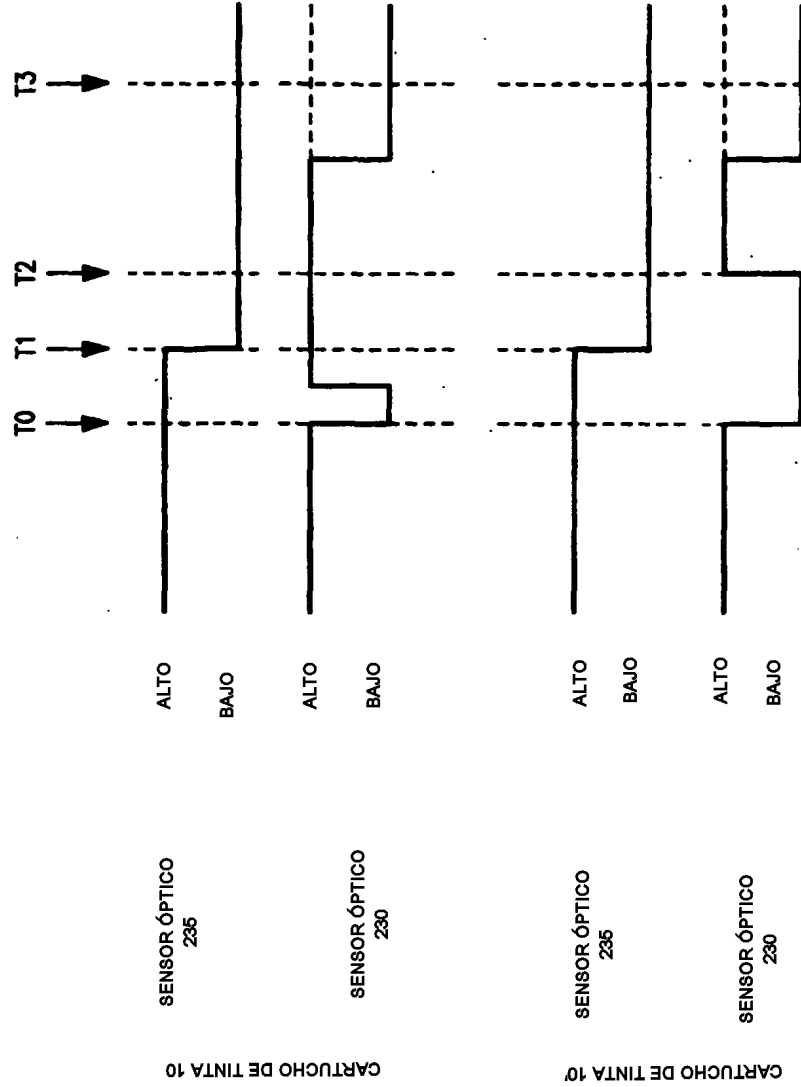 T0
T1
T2
T3
CARTUCHO DE TINTA 10
SENSOR ÓPTICO
235
ALTO
BAJO
SENSOR ÓPTICO
230
ALTO
BAJO
CARTUCHO DE TINTA 10'
SENSOR ÓPTICO
235
ALTO
BAJO
SENSOR ÓPTICO
230
ALTO
BAJO